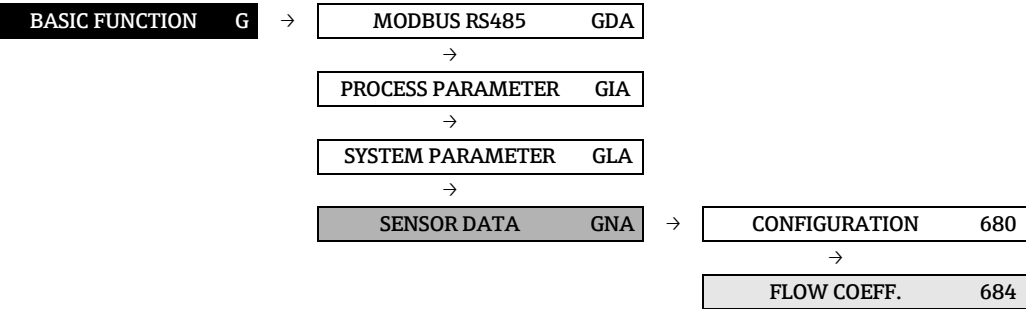 BASIC FUNCTION G → MODBUS RS485 GDA
→
PROCESS PARAMETER GIA
→
SYSTEM PARAMETER GLA
→
SENSOR DATA GNA → CONFIGURATION 680
→
FLOW COEFF. 684